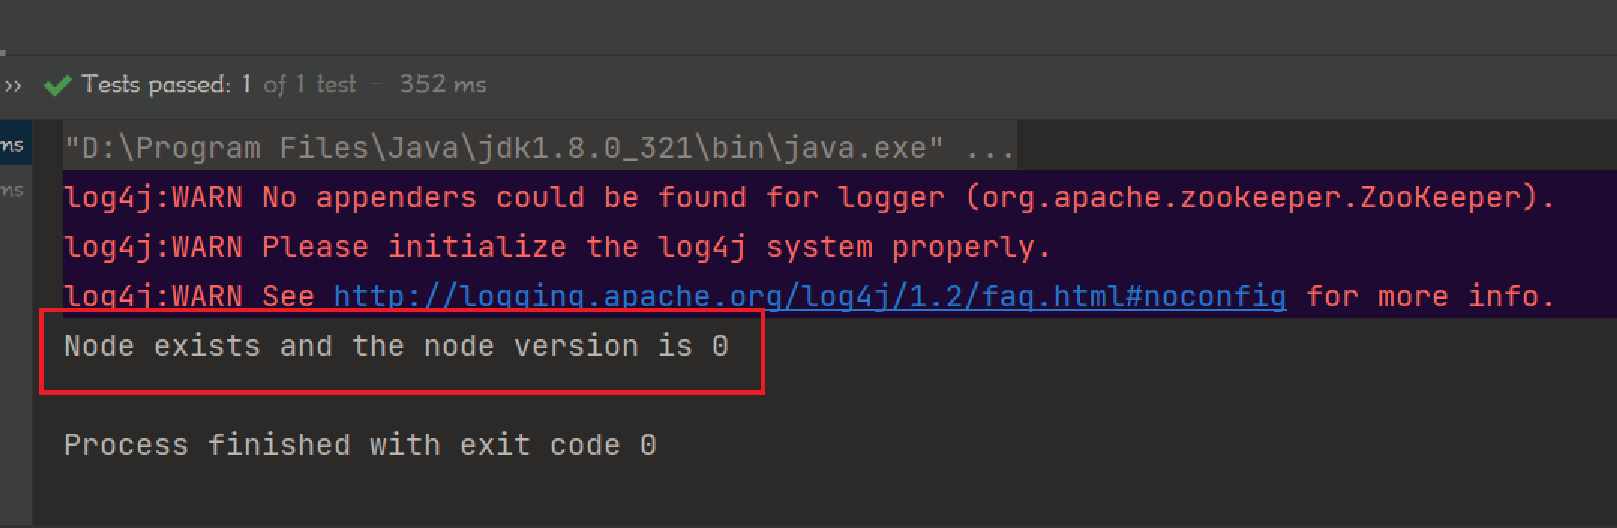 Tests passed: 1 of 1 test – 352 ms
ms
"D:\Program Files\Java\jdk1.8.0_321\bin\java.exe" ...
ms
log4j:WARN No appenders could be found for logger (org.apache.zookeeper.ZooKeeper).
log4j:WARN Please initialize the log4j system properly.
log4j:WARN See http://logging.apache.org/log4j/1.2/faq.html#noconfig for more info.
Node exists and the node version is 0
Process finished with exit code 0